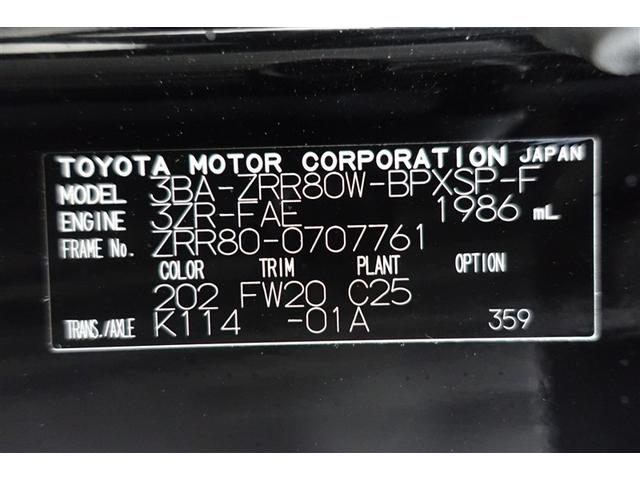 TOYOTA MOTOR CORPORATION JAPAN
MODEL 3BA-ZRR80W-BPXSP-F
ENGINE 3ZR-FAE 1986 mL
FRAME No. ZRR80-0707761
COLOR TRIM PLANT OPTION
202 FW20 C25
TRANS./AXLE K114 -01A 359